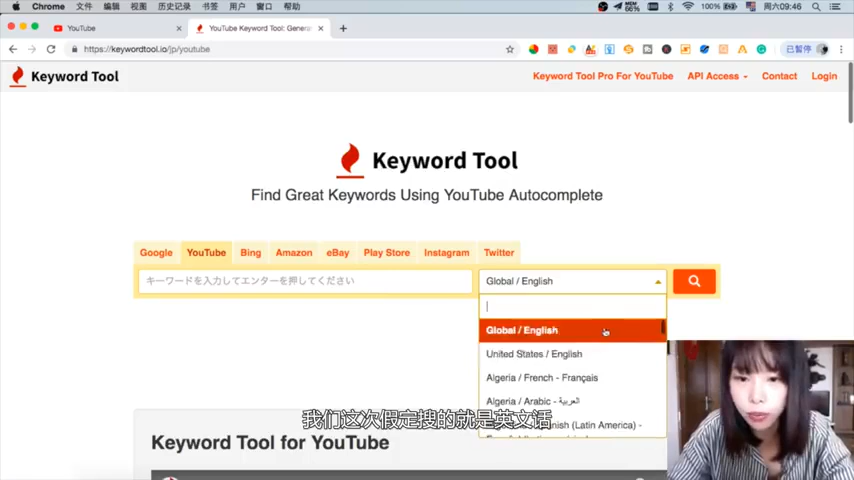 Chrome 文件 编辑 视图 历史记录 书签 用户 窗口 帮助 MEM 66% 100% 周六09:46
YouTube YouTube Keyword Tool: Genera
https://keywordtool.io/jp/youtube 已暂停
Keyword Tool Keyword Tool Pro For YouTube API Access Contact Login
Keyword Tool
Find Great Keywords Using YouTube Autocomplete
Google YouTube Bing Amazon eBay Play Store Instagram Twitter
キーワードを入力してエンターを押してください Global / English
Global / English
United States / English
Algeria / French - Français
Algeria / Arabic - العربية
(Latin America) -
我们这次假定搜的就是英文话
Keyword Tool for YouTube